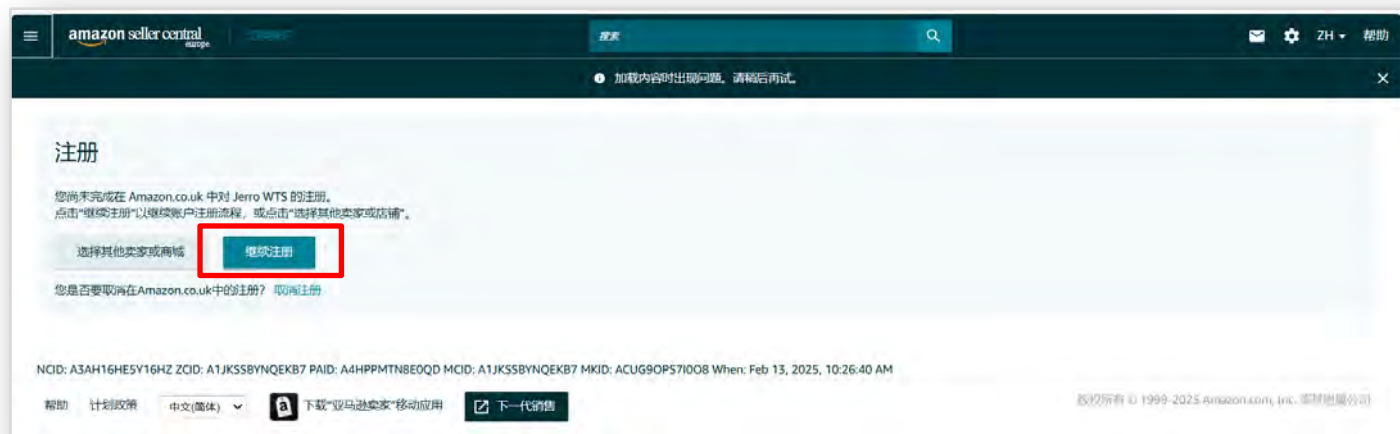 amazon seller central
europe
搜索
ZH
帮助
加载内容时出现问题。请稍后再试。
注册
您尚未完成在 Amazon.co.uk 中对 Jerro WTS 的注册。
点击“继续注册”以继续账户注册流程，或点击“选择其他卖家或店铺”。
选择其他卖家或商城
继续注册
您是否要取消在Amazon.co.uk中的注册？ 取消注册
NCID: A3AH16HE5Y16HZ ZCID: A1JKSSBYNQEKB7 PAID: A4HPPMTN8E0QD MCID: A1JKSSBYNQEKB7 MKID: ACUG9OPS7I0O8 When: Feb 13, 2025, 10:26:40 AM
帮助 计划政策 中文(简体) 下载“亚马逊卖家”移动应用 下一代销售
版权所有 © 1999-2025 Amazon.com, Inc. 或其附属公司